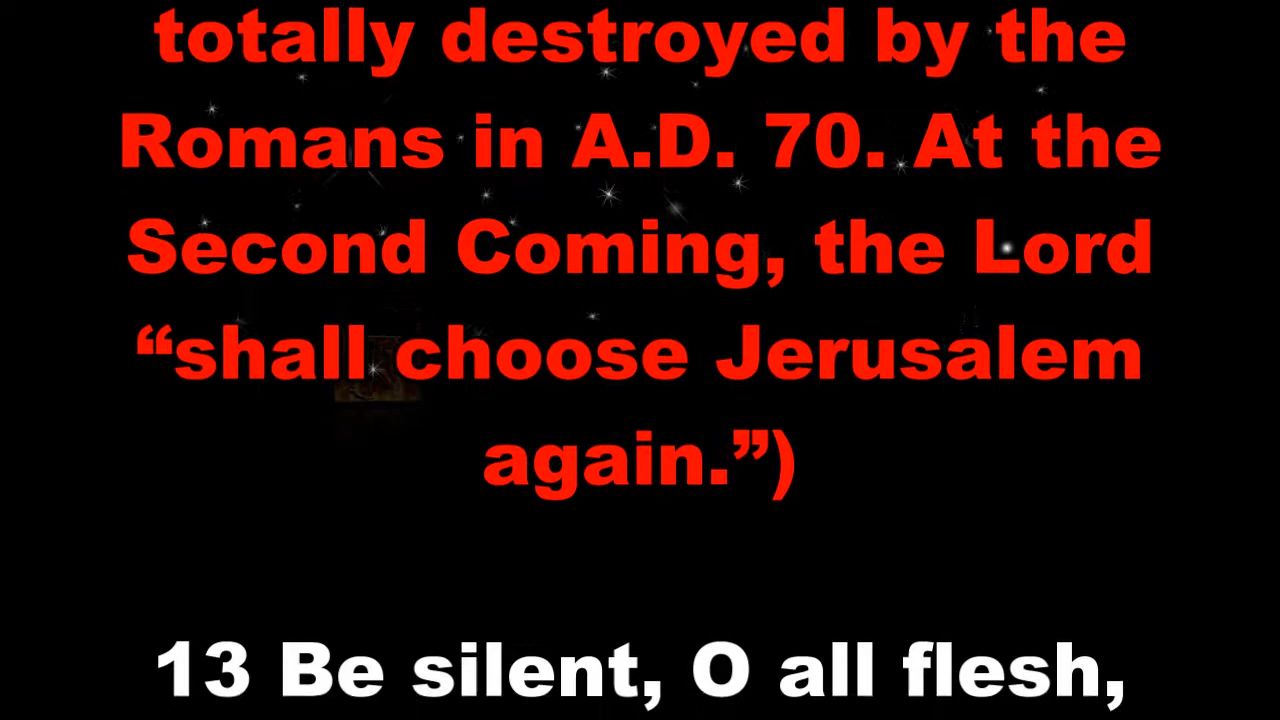 totally destroyed by the
Romans in A.D. 70. At the
Second Coming, the Lord
“shall choose Jerusalem
again.”)
13 Be silent, O all flesh,